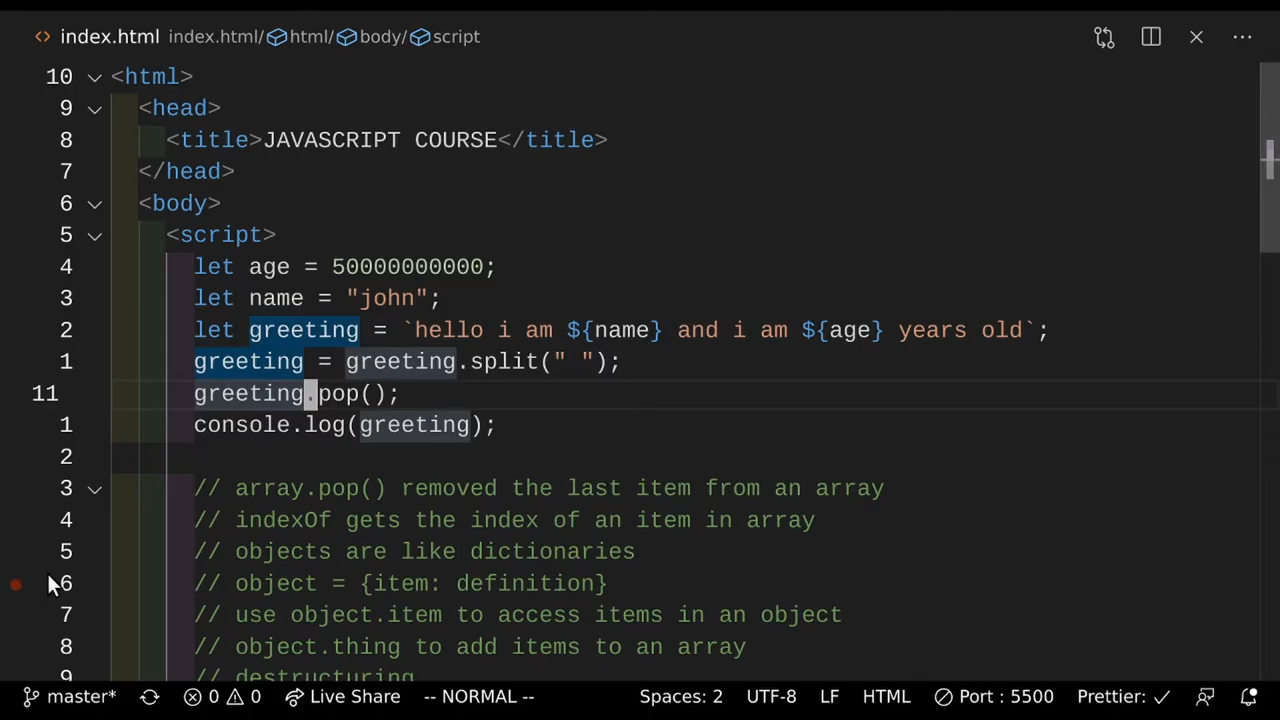 index.html index.html/html/body/script
10 <html>
9 <head>
8 <title>JAVASCRIPT COURSE</title>
7 </head>
6 <body>
5 <script>
4 let age = 50000000000;
3 let name = "john";
2 let greeting = `hello i am ${name} and i am ${age} years old`;
1 greeting = greeting.split(" ");
11 greeting.pop();
1 console.log(greeting);
2
3 // array.pop() removed the last item from an array
4 // indexOf gets the index of an item in array
5 // objects are like dictionaries
6 // object = {item: definition}
7 // use object.item to access items in an object
8 // object.thing to add items to an array
9 // destructuring
master* 0 0 Live Share -- NORMAL -- Spaces: 2 UTF-8 LF HTML Port : 5500 Prettier: